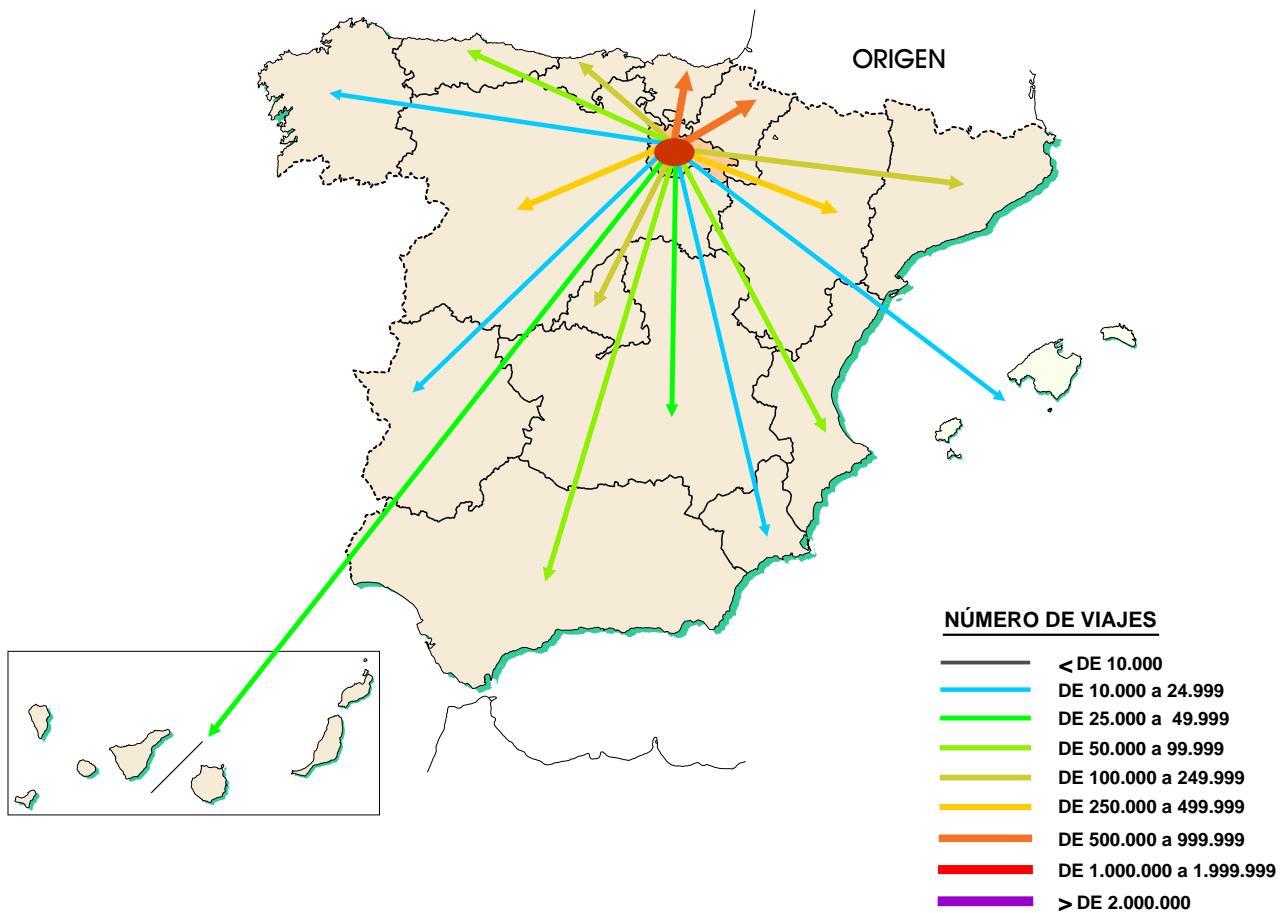 ORIGEN
NÚMERO DE VIAJES
< DE 10.000
DE 10.000 a 24.999
DE 25.000 a 49.999
DE 50.000 a 99.999
DE 100.000 a 249.999
DE 250.000 a 499.999
DE 500.000 a 999.999
DE 1.000.000 a 1.999.999
> DE 2.000.000